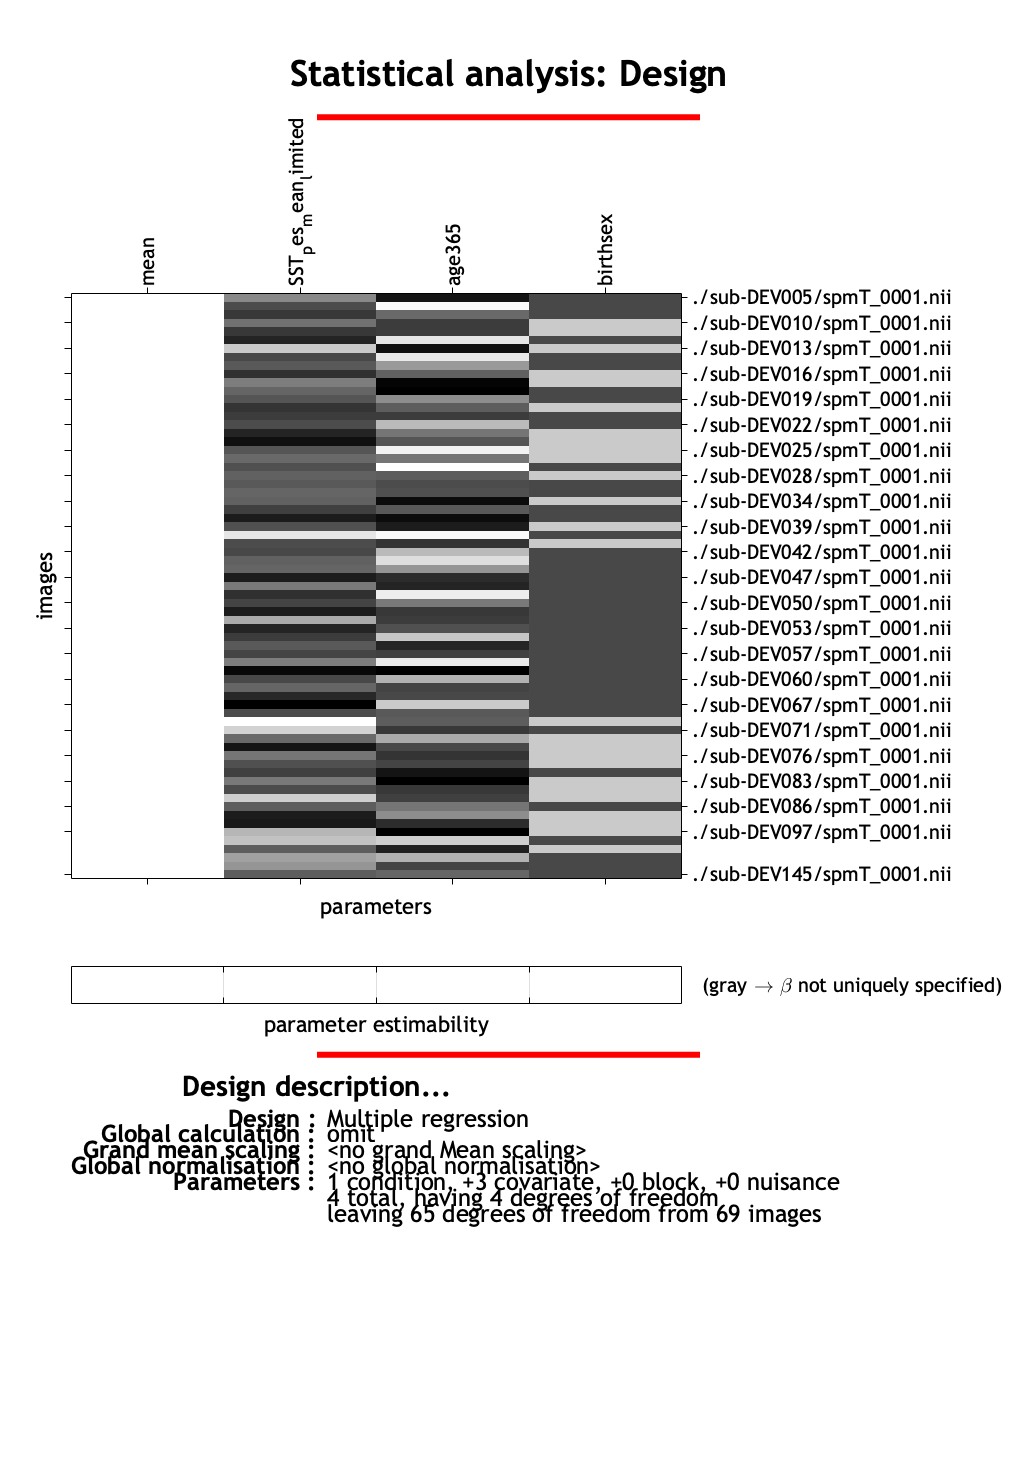 Statistical analysis: Design
mean
SST_pes_mean_limited
age365
birthsex
images
./sub-DEV005/spmT_0001.nii
./sub-DEV010/spmT_0001.nii
./sub-DEV013/spmT_0001.nii
./sub-DEV016/spmT_0001.nii
./sub-DEV019/spmT_0001.nii
./sub-DEV022/spmT_0001.nii
./sub-DEV025/spmT_0001.nii
./sub-DEV028/spmT_0001.nii
./sub-DEV034/spmT_0001.nii
./sub-DEV039/spmT_0001.nii
./sub-DEV042/spmT_0001.nii
./sub-DEV047/spmT_0001.nii
./sub-DEV050/spmT_0001.nii
./sub-DEV053/spmT_0001.nii
./sub-DEV057/spmT_0001.nii
./sub-DEV060/spmT_0001.nii
./sub-DEV067/spmT_0001.nii
./sub-DEV071/spmT_0001.nii
./sub-DEV076/spmT_0001.nii
./sub-DEV083/spmT_0001.nii
./sub-DEV086/spmT_0001.nii
./sub-DEV097/spmT_0001.nii
./sub-DEV145/spmT_0001.nii
parameters
(gray → β not uniquely specified)
parameter estimability
Design description...
Design : Multiple regression
Global calculation : omit
Grand mean scaling : <no grand Mean scaling>
Global normalisation : <no global normalisation>
Parameters : 1 condition, +3 covariate, +0 block, +0 nuisance
4 total, having 4 degrees of freedom
leaving 65 degrees of freedom from 69 images